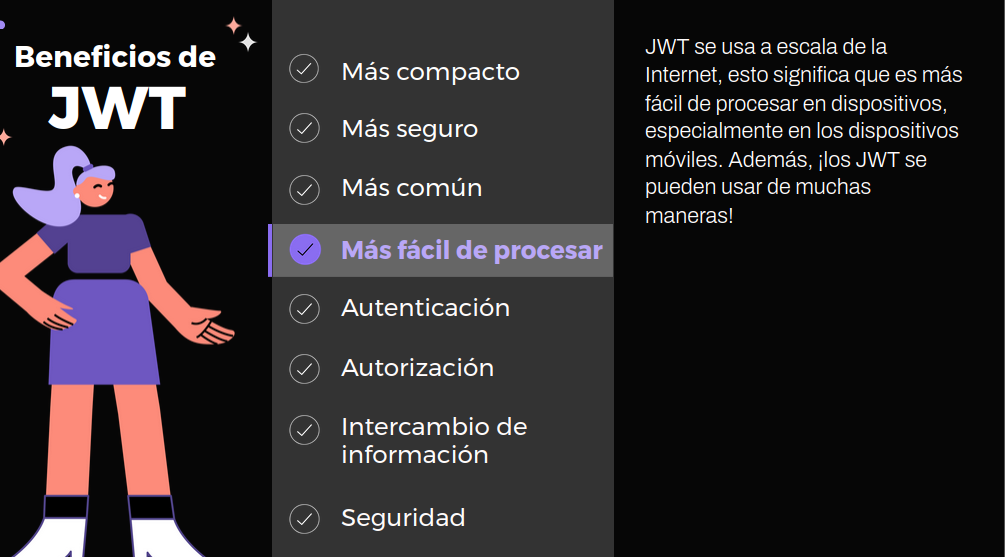 Beneficios de
JWT
Más compacto
Más seguro
Más común
Más fácil de procesar
Autenticación
Autorización
Intercambio de
información
Seguridad
JWT se usa a escala de la
Internet, esto significa que es más
fácil de procesar en dispositivos,
especialmente en los dispositivos
móviles. Además, ¡los JWT se
pueden usar de muchas
maneras!